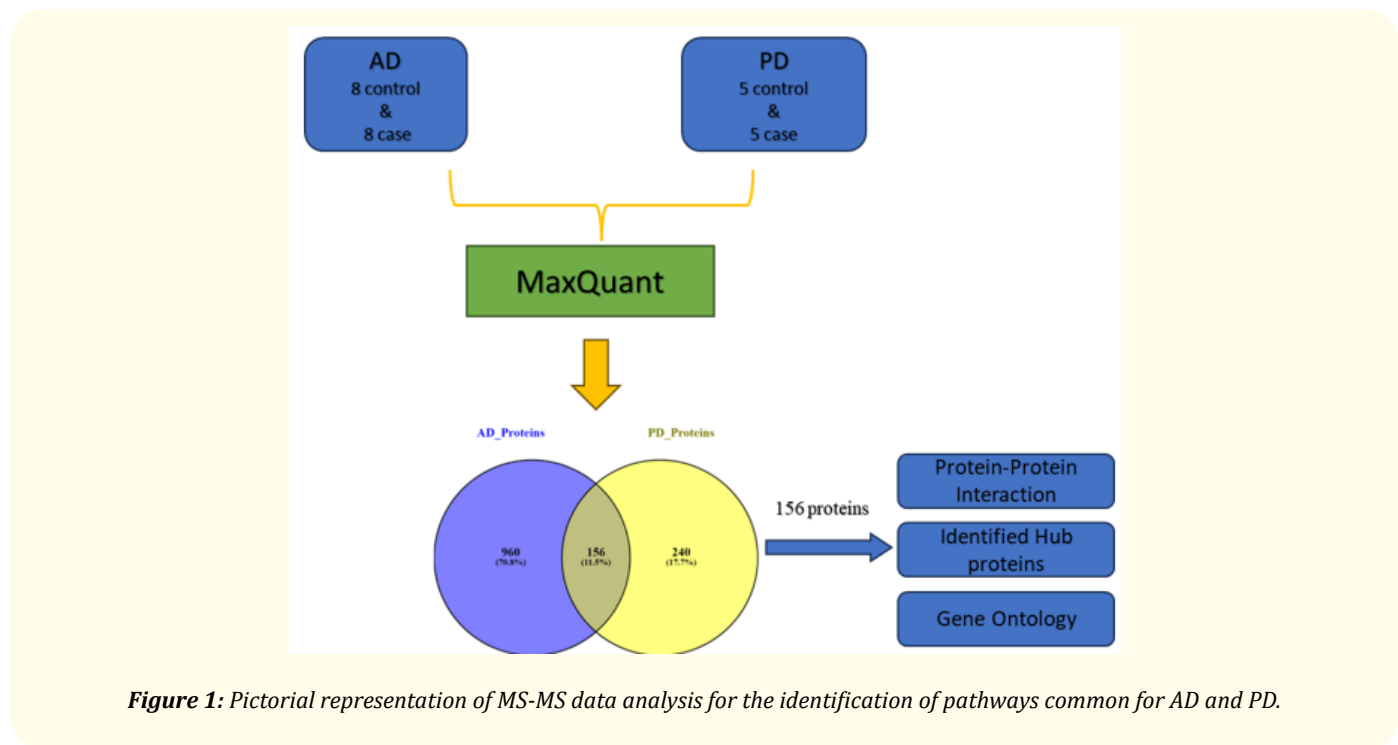 AD
8 control
&
8 case
PD
5 control
&
5 case
MaxQuant
AD_Proteins
PD_Proteins
960
(70.8%)
156
(11.5%)
240
(17.7%)
156 proteins
Protein-Protein
Interaction
Identified Hub
proteins
Gene Ontology
Figure 1: Pictorial representation of MS-MS data analysis for the identification of pathways common for AD and PD.